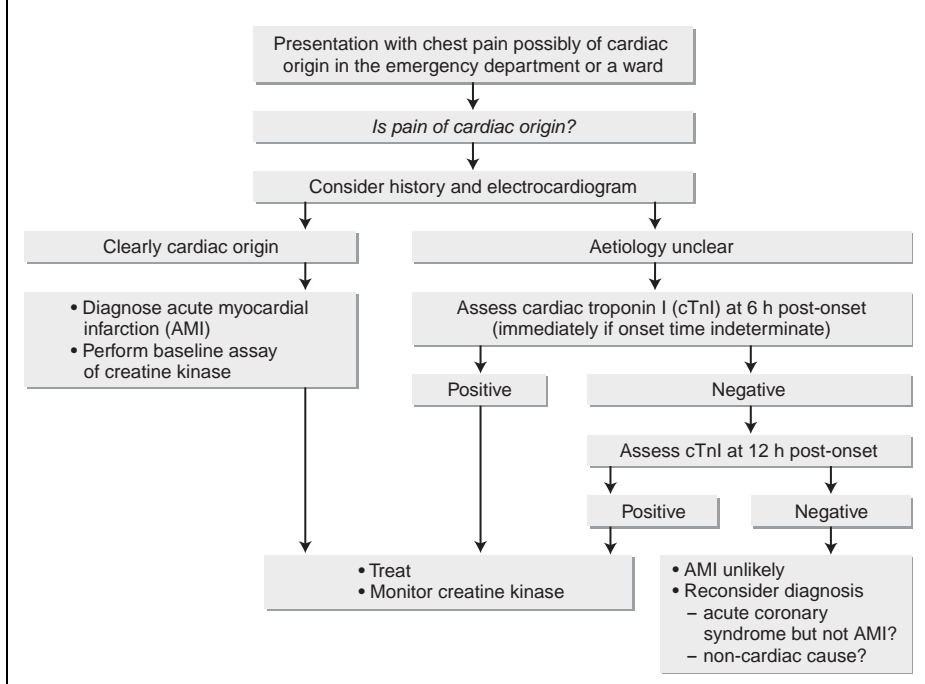 Presentation with chest pain possibly of cardiac
origin in the emergency department or a ward
Is pain of cardiac origin?
Consider history and electrocardiogram
Clearly cardiac origin
Aetiology unclear
• Diagnose acute myocardial
infarction (AMI)
• Perform baseline assay
of creatine kinase
Assess cardiac troponin I (cTnI) at 6 h post-onset
(immediately if onset time indeterminate)
Positive
Negative
Assess cTnI at 12 h post-onset
Positive
Negative
• Treat
• Monitor creatine kinase
• AMI unlikely
• Reconsider diagnosis
– acute coronary
syndrome but not AMI?
– non-cardiac cause?